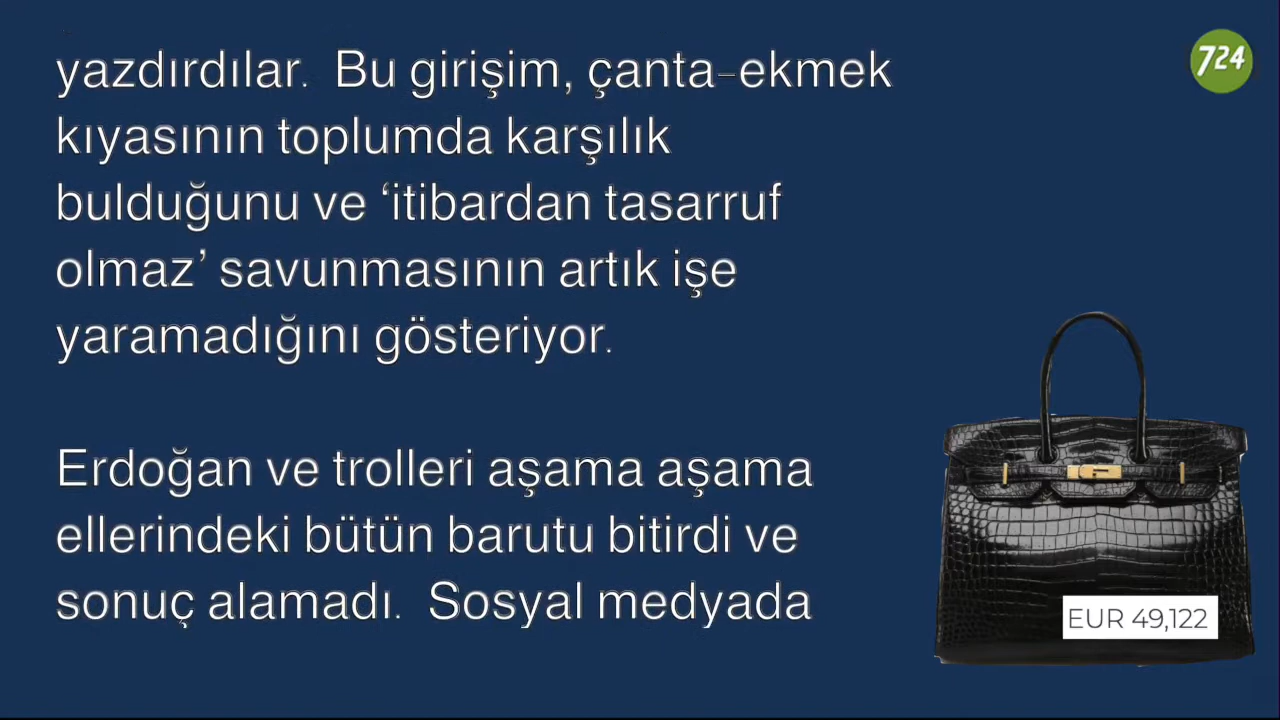 yazdırdılar. Bu girişim, çanta-ekmek
kıyasının toplumda karşılık
bulduğunu ve ‘itibardan tasarruf
olmaz’ savunmasının artık işe
yaramadığını gösteriyor.
Erdoğan ve trolleri aşama aşama
ellerindeki bütün barutu bitirdi ve
sonuç alamadı. Sosyal medyada
724
EUR 49,122